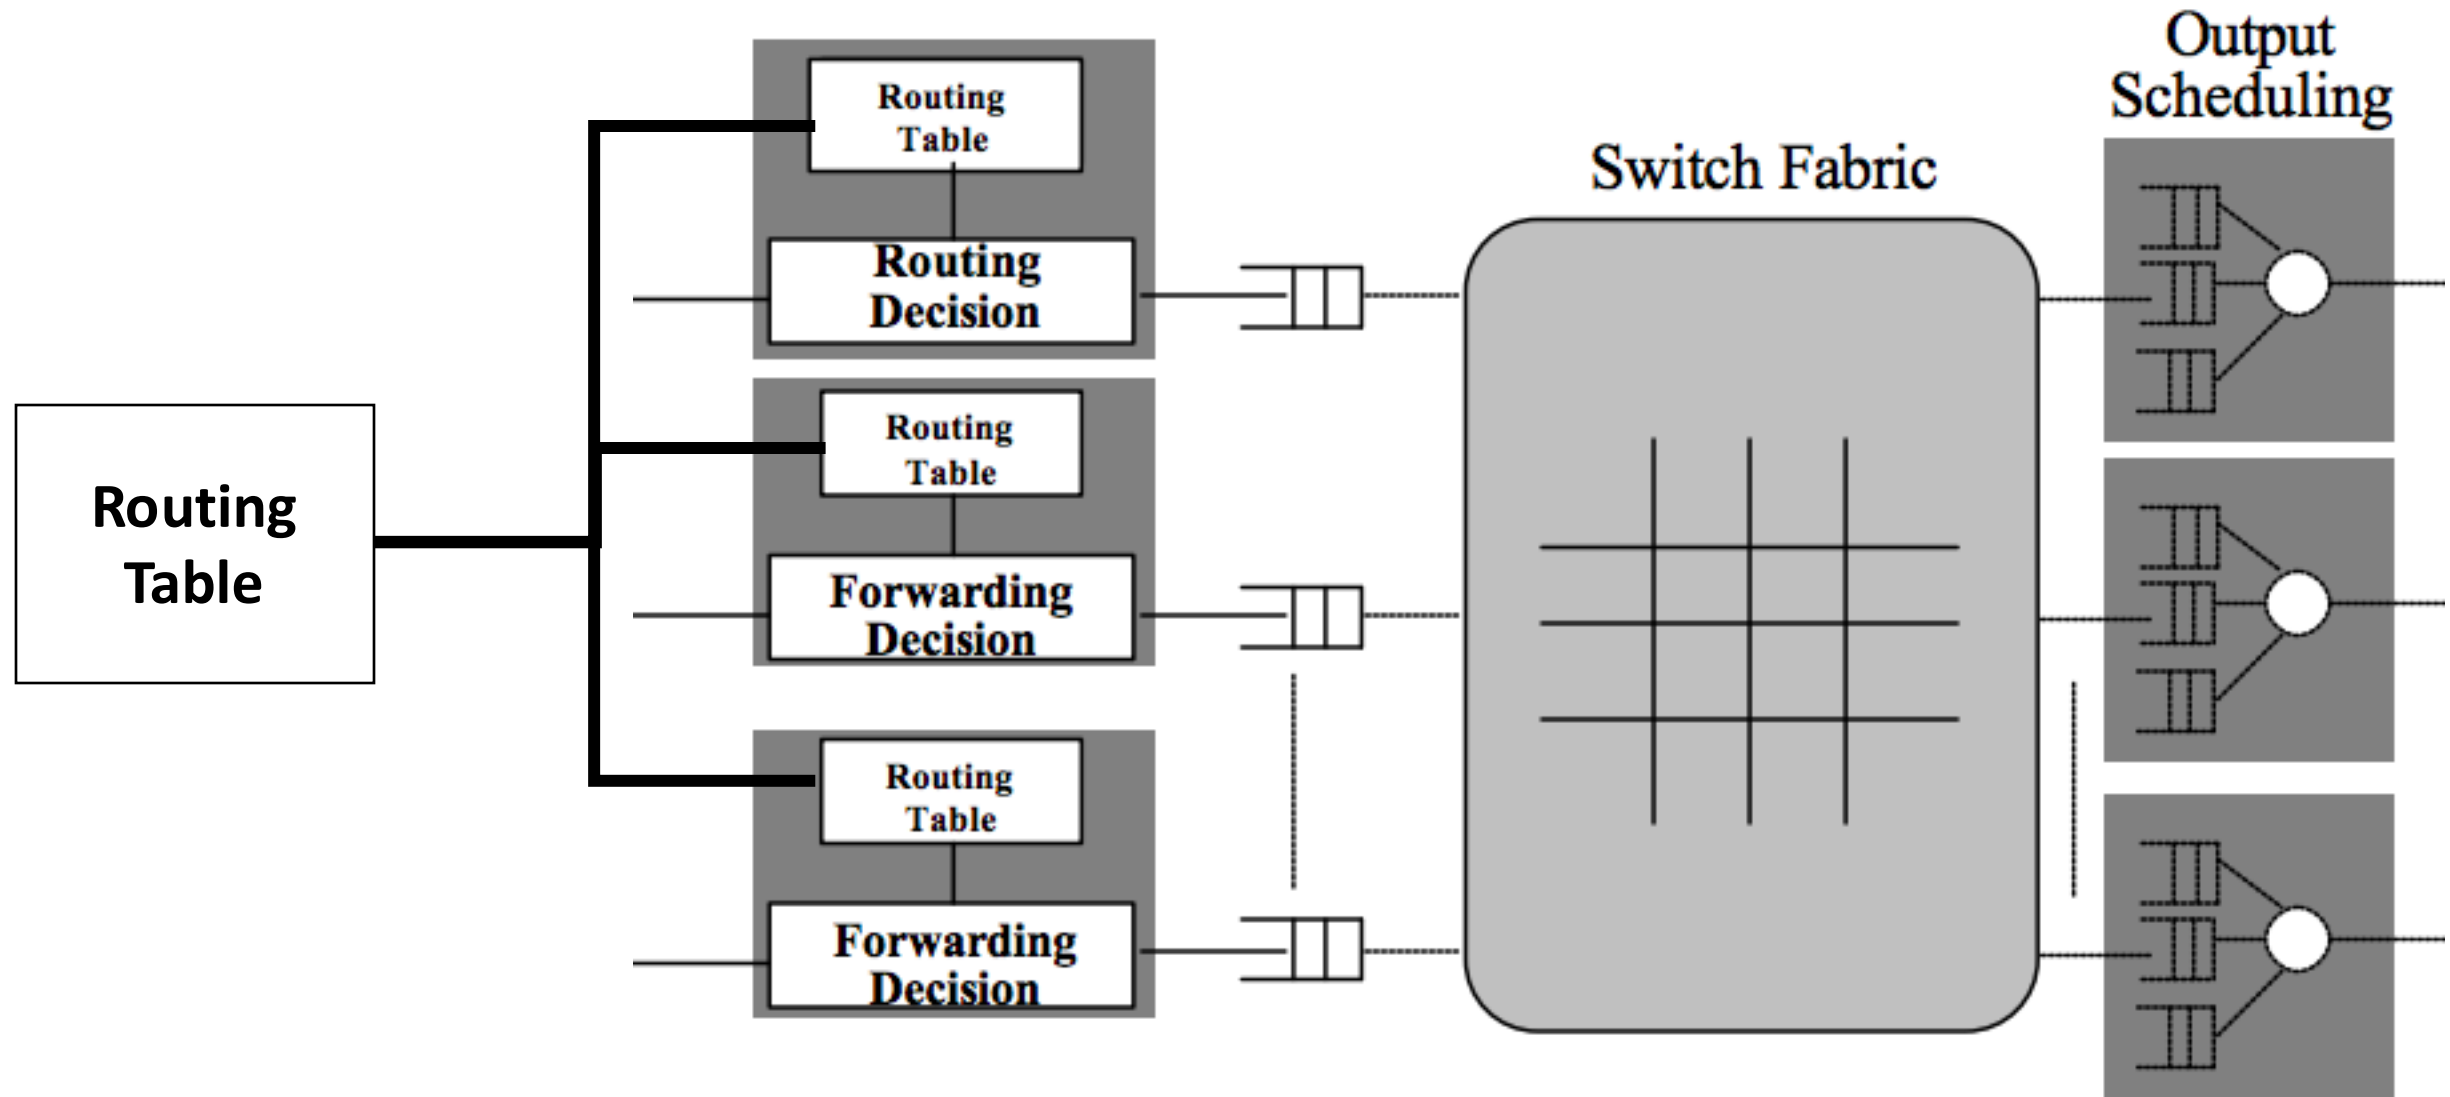 Output
Scheduling
Routing
Table
Switch Fabric
Routing
Decision
Routing
Table
Routing
Table
Forwarding
Decision
Routing
Table
Forwarding
Decision